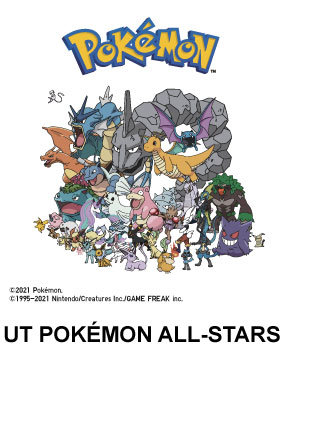 POKéMON
TM
©2021 Pokémon.
©1995-2021 Nintendo/Creatures Inc./GAME FREAK inc.
UT POKÉMON ALL-STARS